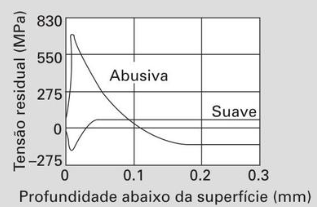 Tensão residual (MPa)
830
550
275
0
−275
Abusiva
Suave
0
0.1
0.2
0.3
Profundidade abaixo da superfície (mm)